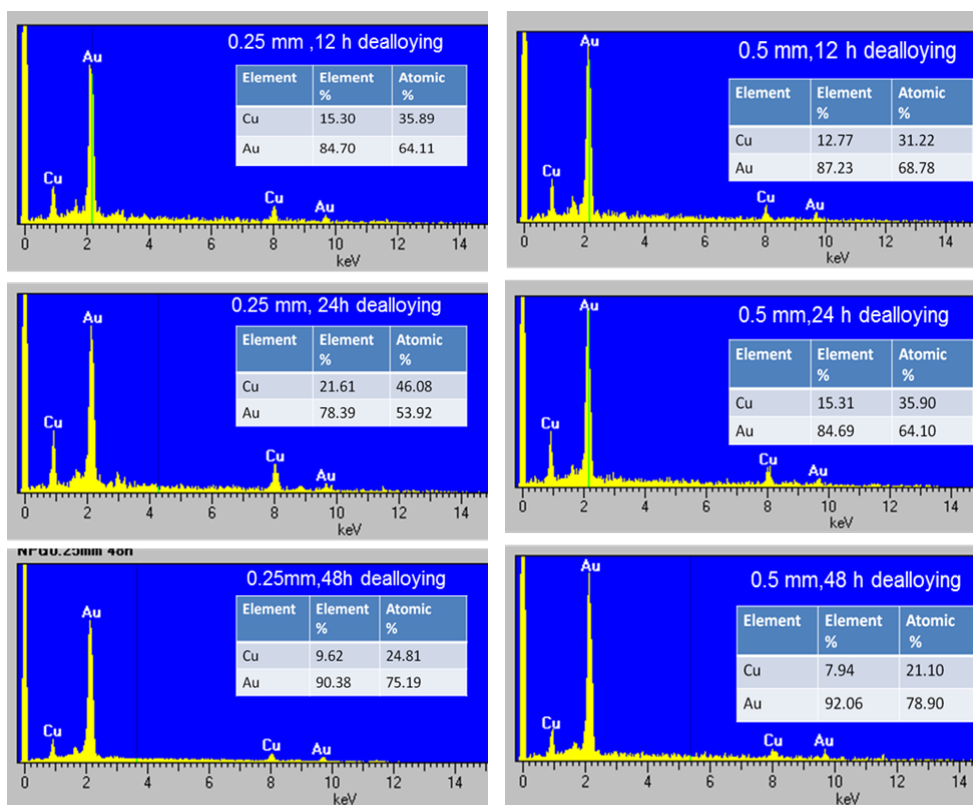 0.25 mm ,12 h dealloying
Au
Element Element % Atomic %
Cu 15.30 35.89
Au 84.70 64.11
Cu
Cu
Au
0 2 4 6 8 10 12 14
keV
0.5 mm,12 h dealloying
Au
Element Element % Atomic %
Cu 12.77 31.22
Au 87.23 68.78
Cu
Cu
Au
0 2 4 6 8 10 12 14
keV
0.25 mm, 24h dealloying
Au
Element Element % Atomic %
Cu 21.61 46.08
Au 78.39 53.92
Cu
Cu
Au
0 2 4 6 8 10 12 14
keV
0.5 mm,24 h dealloying
Au
Element Element % Atomic %
Cu 15.31 35.90
Au 84.69 64.10
Cu
Cu
Au
0 2 4 6 8 10 12 14
keV
0.25mm 48h
0.25mm,48h dealloying
Au
Element Element % Atomic %
Cu 9.62 24.81
Au 90.38 75.19
Cu
Cu
Au
0 2 4 6 8 10 12 14
keV
0.5 mm,48 h dealloying
Au
Element Element % Atomic %
Cu 7.94 21.10
Au 92.06 78.90
Cu
Cu
Au
0 2 4 6 8 10 12 14
keV